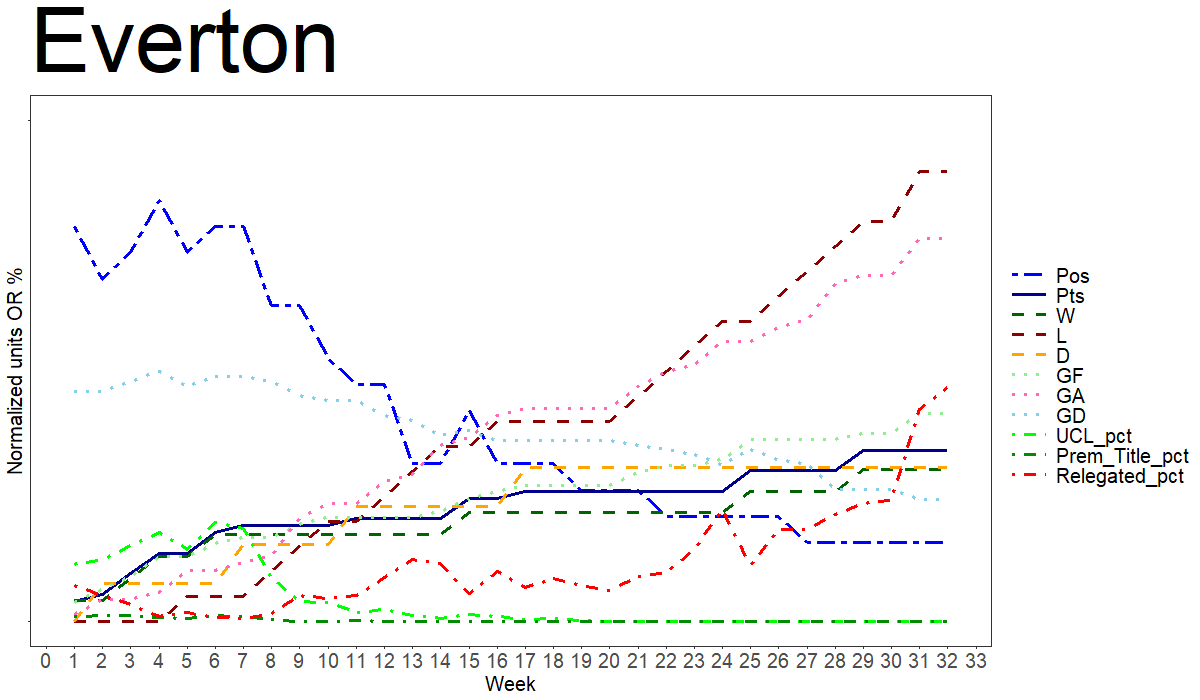 Everton
Normalized units OR %
Pos
Pts
W
L
D
GF
GA
GD
UCL_pct
Prem_Title_pct
Relegated_pct
0 1 2 3 4 5 6 7 8 9 10 11 12 13 14 15 16 17 18 19 20 21 22 23 24 25 26 27 28 29 30 31 32 33
Week